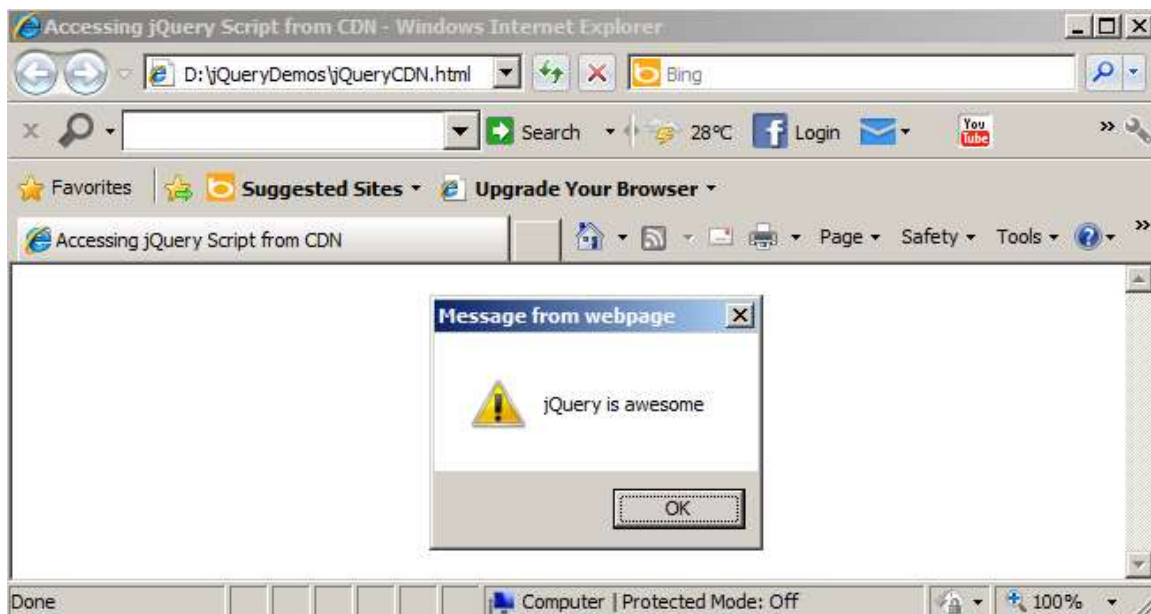 Accessing jQuery Script from CDN - Windows Internet Explorer
D:\jQueryDemos\jQueryCDN.html
Bing
Search
28°C
Login
You
Tube
Favorites
Suggested Sites
Upgrade Your Browser
Accessing jQuery Script from CDN
Page
Safety
Tools
Message from webpage
jQuery is awesome
OK
Done
Computer | Protected Mode: Off
100%